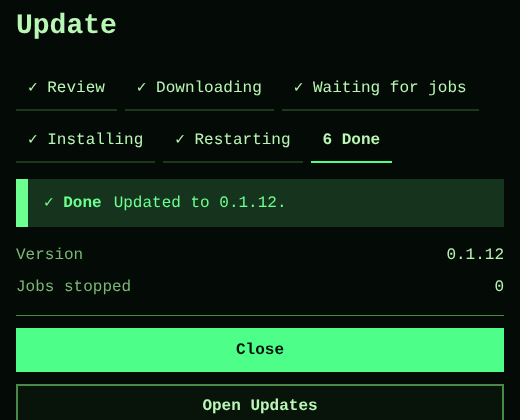 Update
✓ Review ✓ Downloading ✓ Waiting for jobs
✓ Installing ✓ Restarting 6 Done
✓ Done Updated to 0.1.12.
Version 0.1.12
Jobs stopped 0
Close
Open Updates